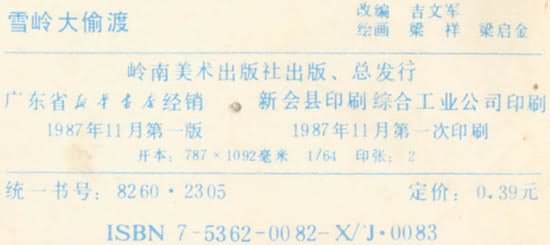 雪岭大偷渡
改编 吉文军
绘画 梁祥 梁启金
岭南美术出版社出版、总发行
广东省新华书店经销 新会县印刷综合工业公司印刷
1987年11月第一版 1987年11月第一次印刷
开本：787×1092毫米 1/64 印张：2
统一书号：8260·2305 定价：0.39元
ISBN 7-5362-0082-X/J·0083